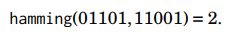 hamming(01101,11001) = 2.